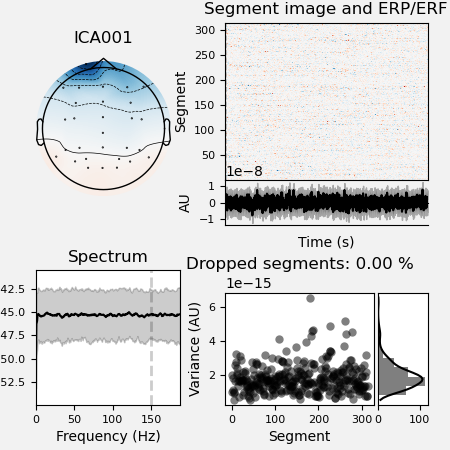 ICA001
Segment image and ERP/ERF
Segment
300
250
200
150
100
50
1e−8
AU
1
0
−1
Time (s)
Spectrum
42.5
45.0
47.5
50.0
52.5
0 50 100 150
Frequency (Hz)
Dropped segments: 0.00 %
1e−15
Variance (AU)
6
4
2
0 100 200 300
Segment
0 100